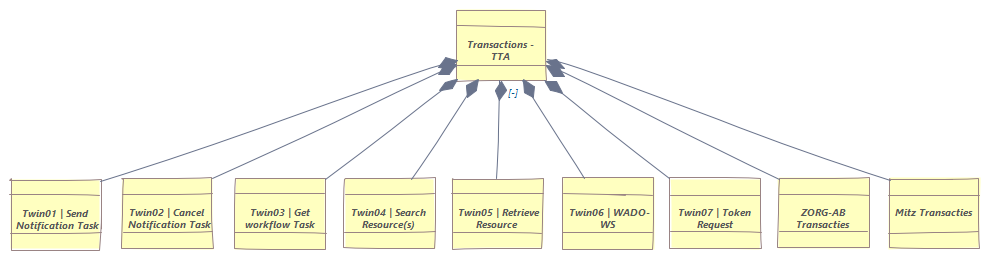 Transactions -
TTA
[-]
Twin01 | Send
Notification Task
Twin02 | Cancel
Notification Task
Twin03 | Get
workflow Task
Twin04 | Search
Resource(s)
Twin05 | Retrieve
Resource
Twin06 | WADO-
WS
Twin07 | Token
Request
ZORG-AB
Transacties
Mitz Transacties